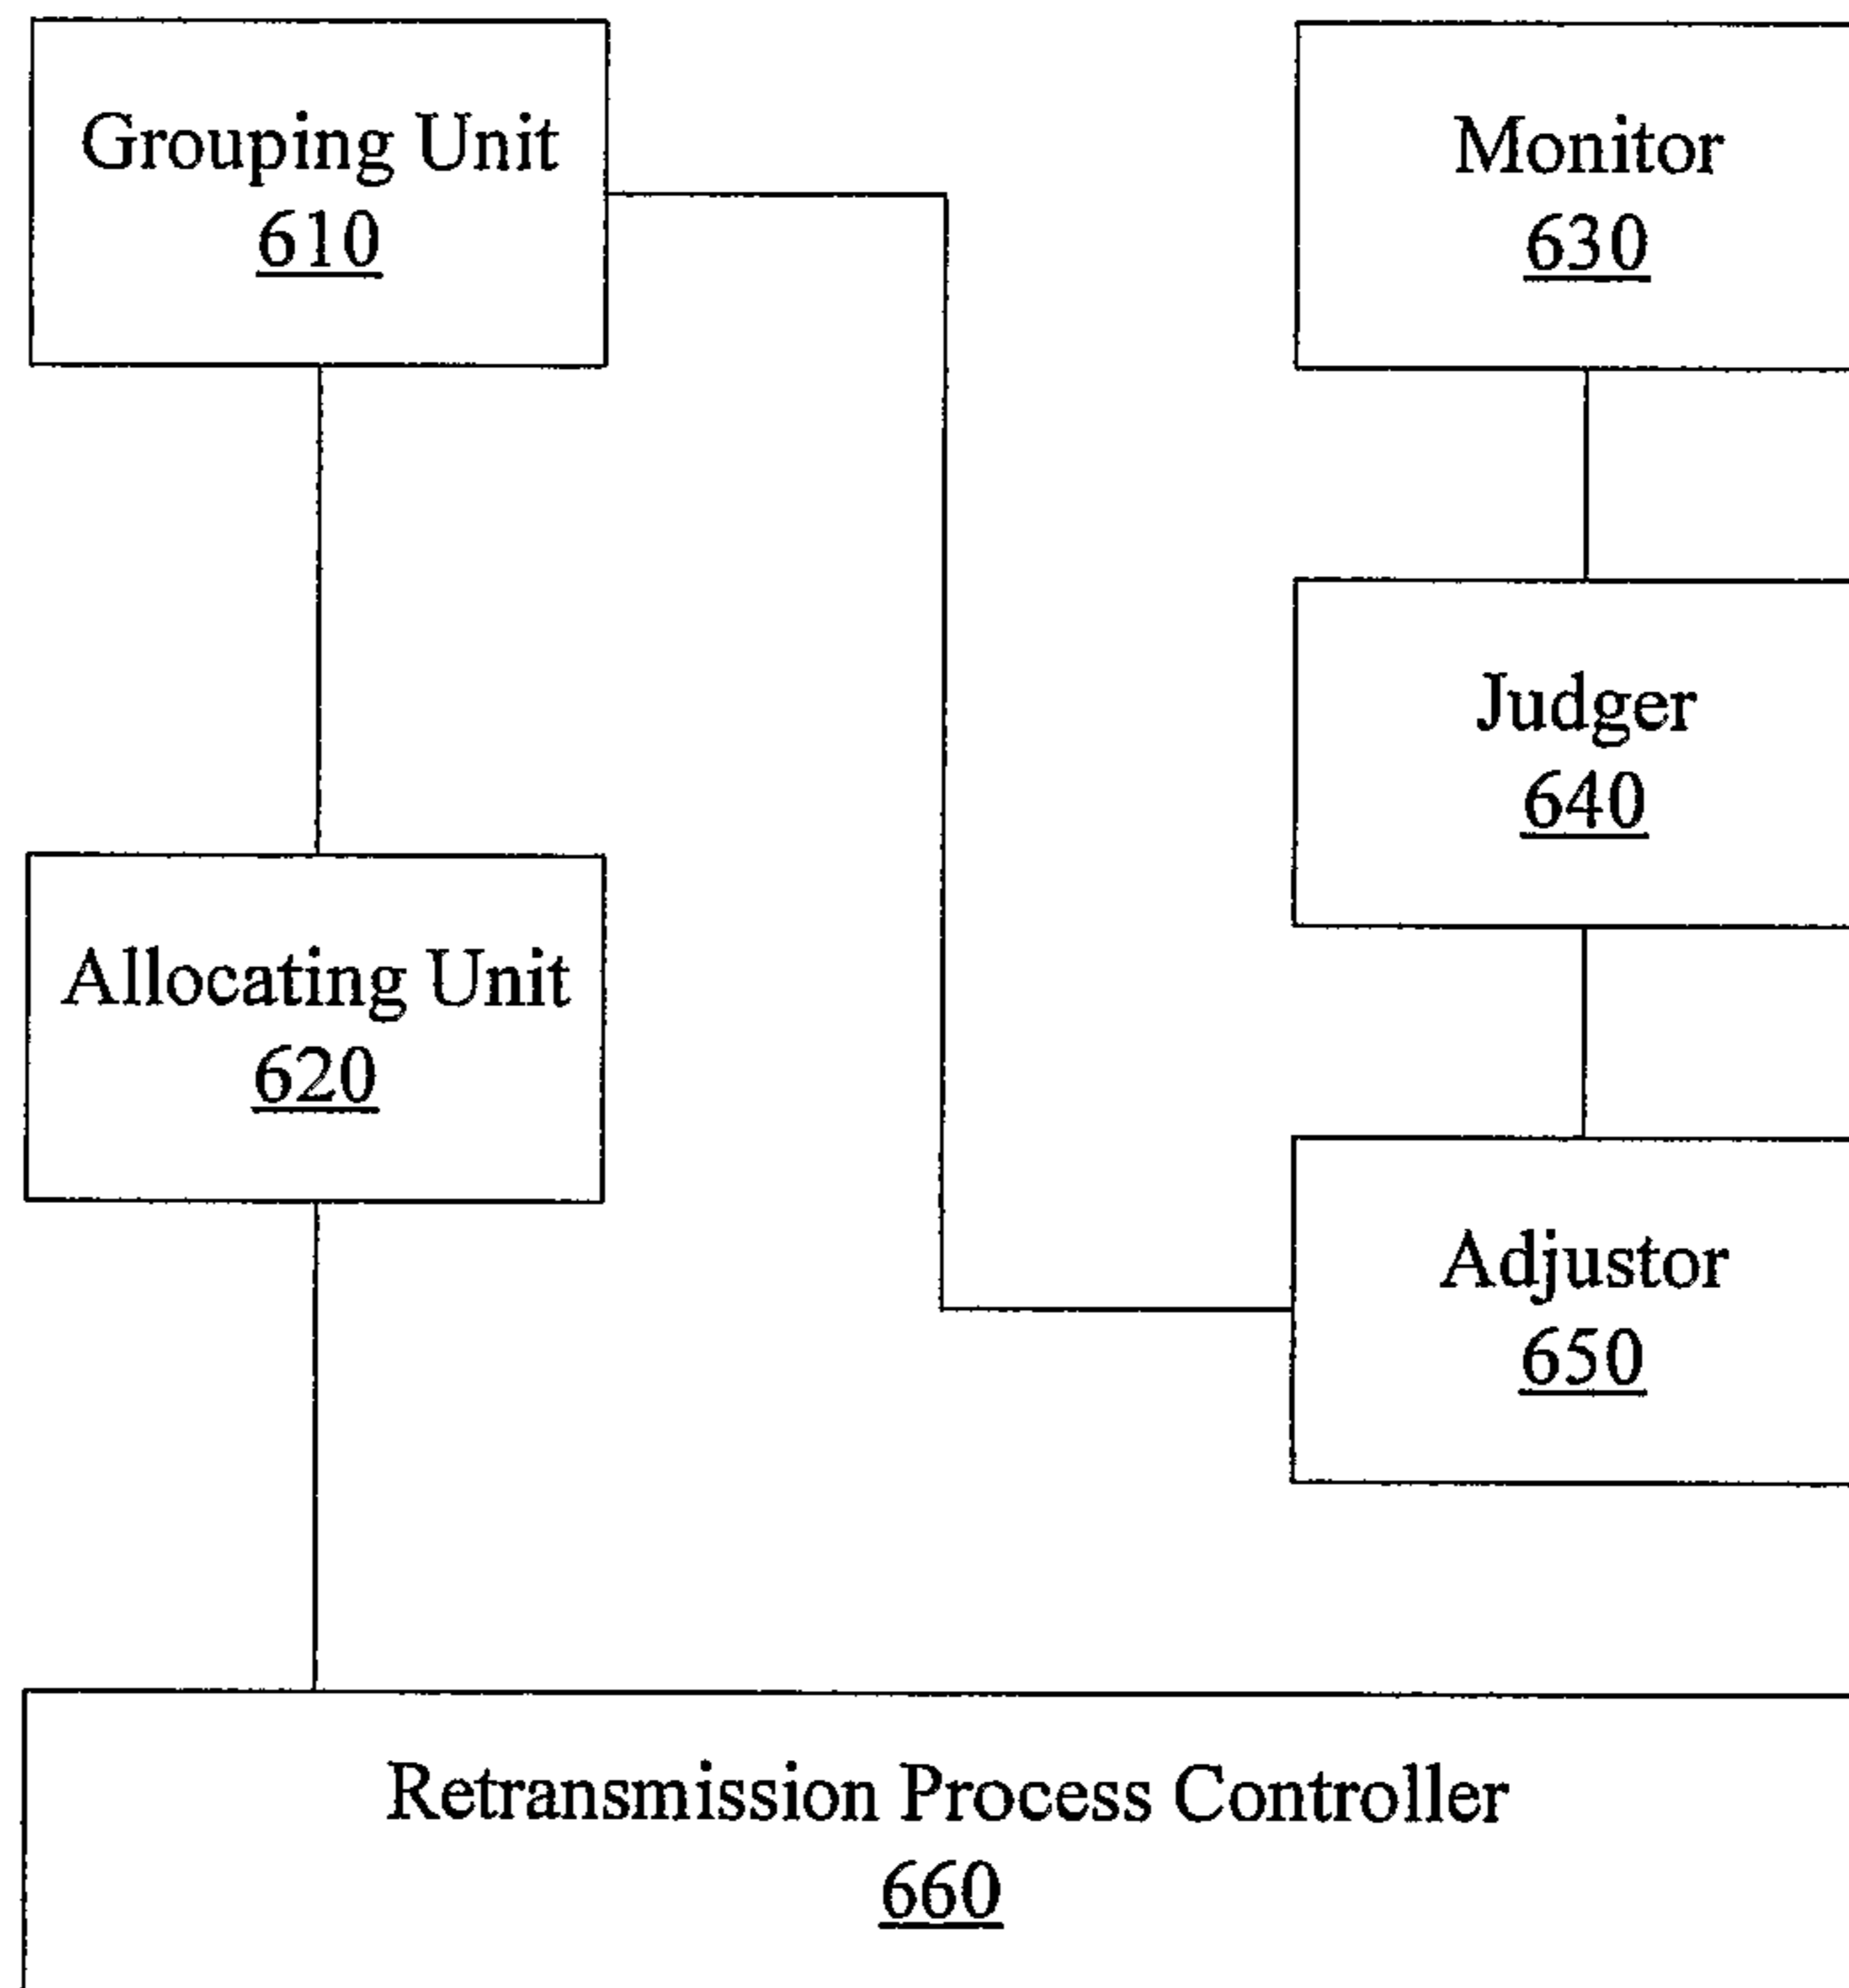 Grouping Unit
610
Monitor
630
Judger
640
Allocating Unit
620
Adjustor
650
Retransmission Process Controller
660